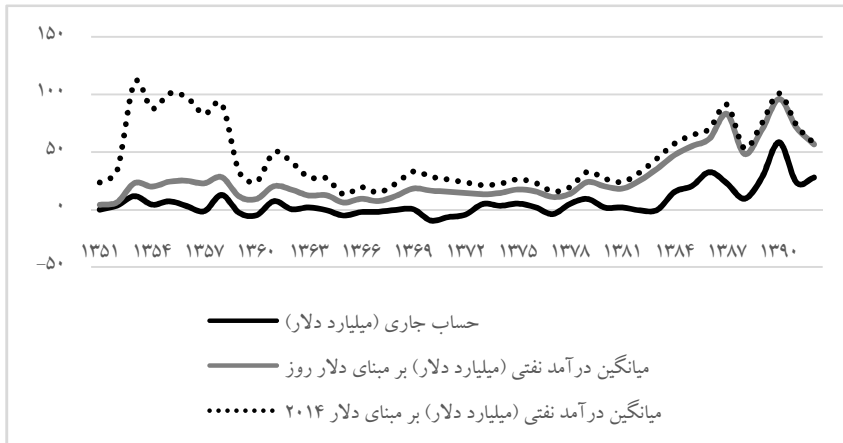 ۱۵۰
۱۰۰
۵۰
۰
-۵۰
۱۳۵۱ ۱۳۵۴ ۱۳۵۷ ۱۳۶۰ ۱۳۶۳ ۱۳۶۶ ۱۳۶۹ ۱۳۷۲ ۱۳۷۵ ۱۳۷۸ ۱۳۸۱ ۱۳۸۴ ۱۳۸۷ ۱۳۹۰
حساب جاری (میلیارد دلار)
میانگین درآمد نفتی (میلیارد دلار) بر مبنای دلار روز
میانگین درآمد نفتی (میلیارد دلار) بر مبنای دلار ۲۰۱۴